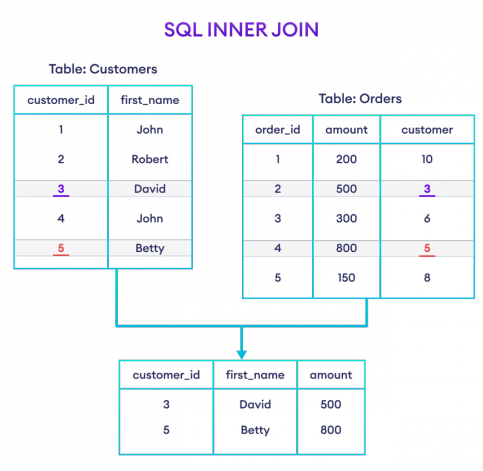 SQL INNER JOIN
Table: Customers
customer_id first_name
1 John
2 Robert
3 David
4 John
5 Betty
Table: Orders
order_id amount customer
1 200 10
2 500 3
3 300 6
4 800 5
5 150 8
customer_id first_name amount
3 David 500
5 Betty 800